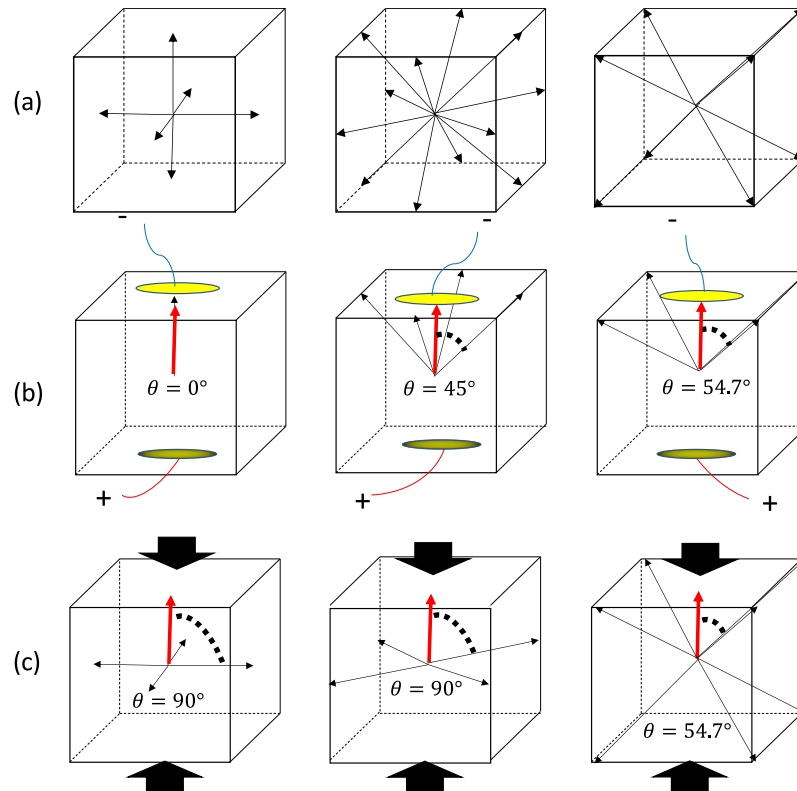 (a)
- - -
(b)
θ = 0° θ = 45° θ = 54.7°
+ + +
(c)
θ = 90° θ = 90° θ = 54.7°